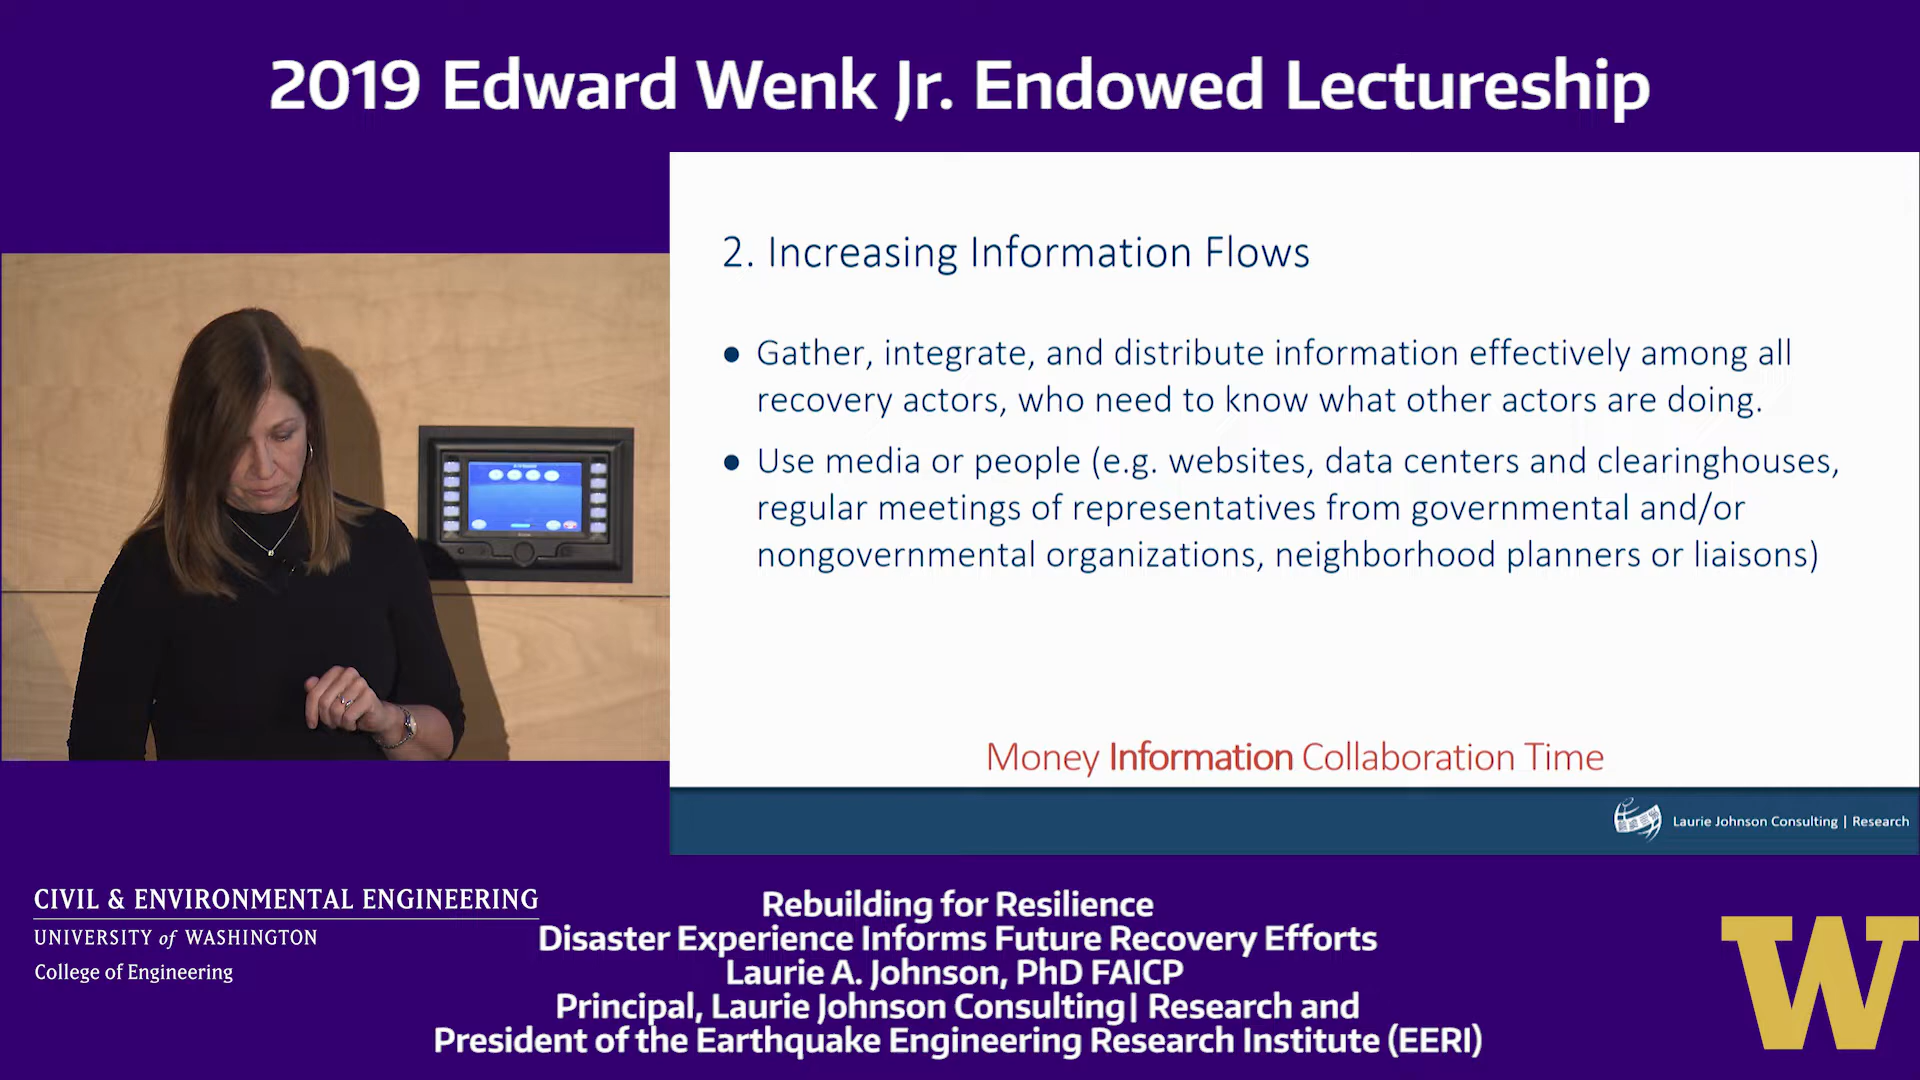 2019 Edward Wenk Jr. Endowed Lectureship
2. Increasing Information Flows
● Gather, integrate, and distribute information effectively among all
recovery actors, who need to know what other actors are doing.
● Use media or people (e.g. websites, data centers and clearinghouses,
regular meetings of representatives from governmental and/or
nongovernmental organizations, neighborhood planners or liaisons)
Money Information Collaboration Time
Laurie Johnson Consulting | Research
CIVIL & ENVIRONMENTAL ENGINEERING
UNIVERSITY of WASHINGTON
College of Engineering
Rebuilding for Resilience
Disaster Experience Informs Future Recovery Efforts
Laurie A. Johnson, PhD FAICP
Principal, Laurie Johnson Consulting| Research and
President of the Earthquake Engineering Research Institute (EERI)
W